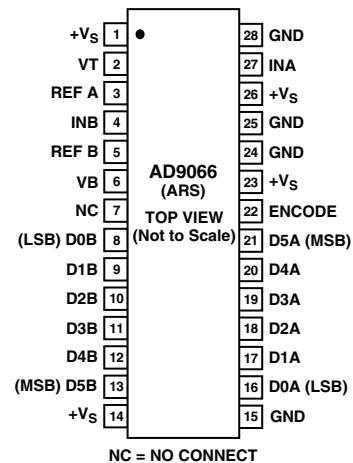 +VS 1 28 GND
VT 2 27 INA
REF A 3 26 +VS
INB 4 25 GND
REF B 5 24 GND
VB 6 23 +VS
NC 7 22 ENCODE
(LSB) D0B 8 21 D5A (MSB)
D1B 9 20 D4A
D2B 10 19 D3A
D3B 11 18 D2A
D4B 12 17 D1A
(MSB) D5B 13 16 D0A (LSB)
+VS 14 15 GND
AD9066
(ARS)
TOP VIEW
(Not to Scale)
NC = NO CONNECT